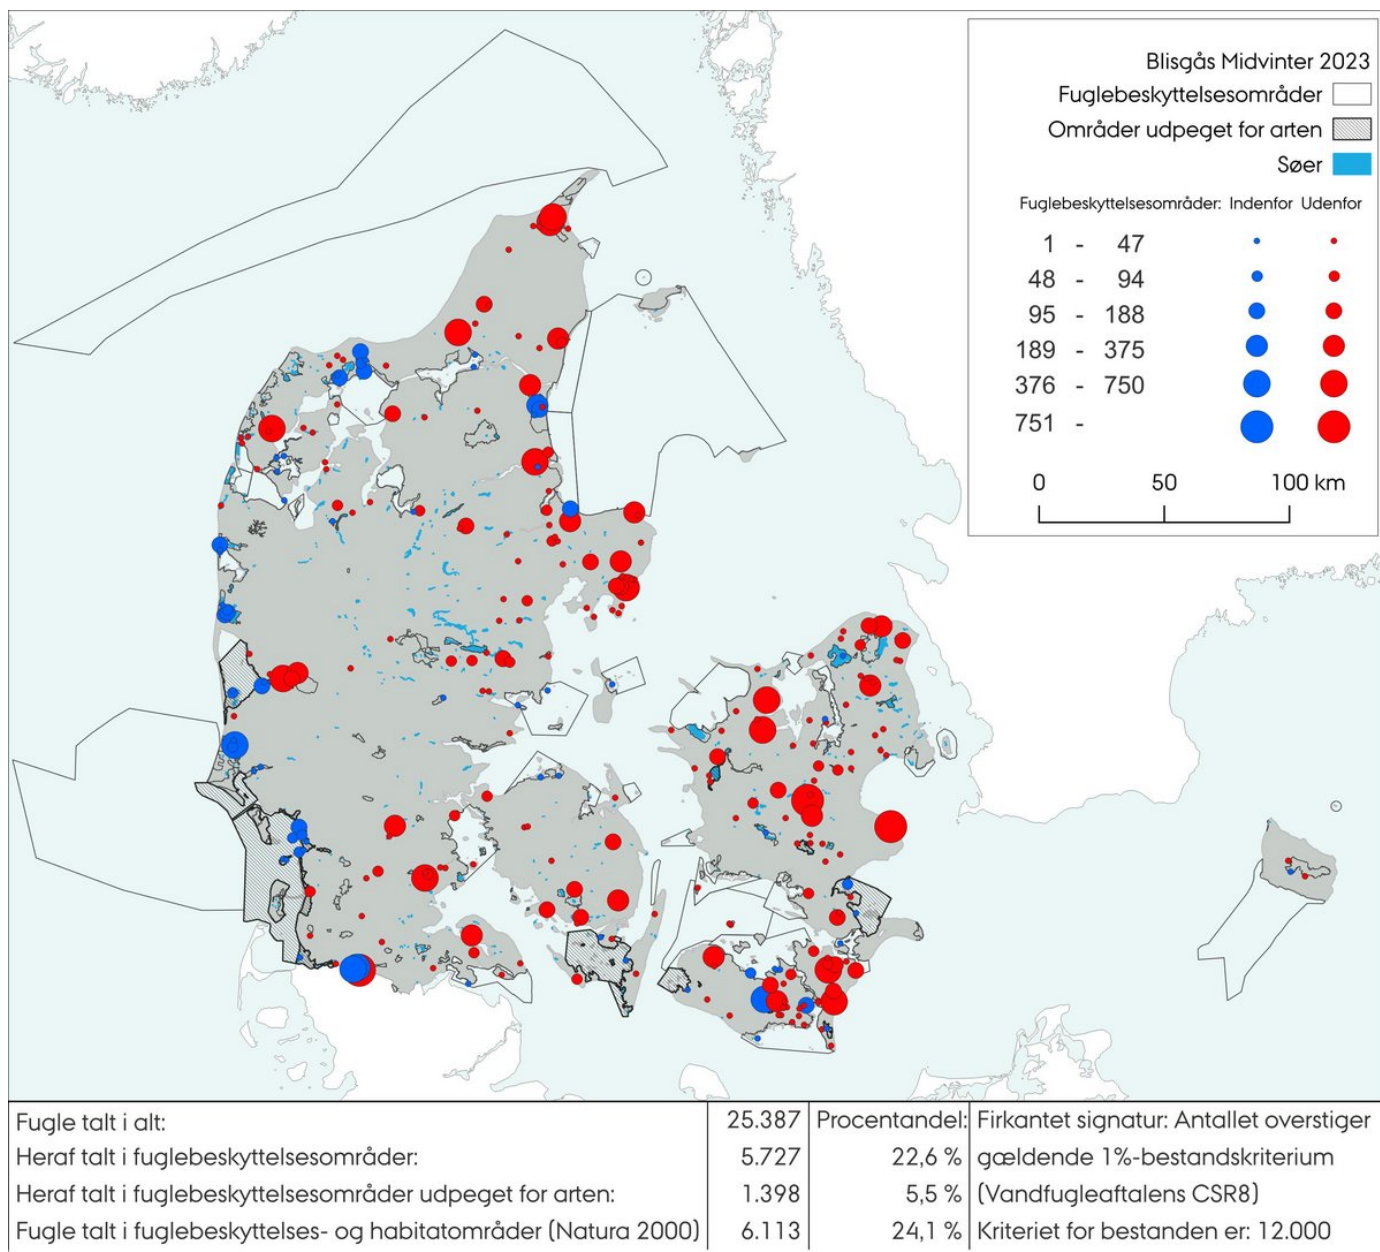 Blisgås Midvinter 2023
Fuglebeskyttelsesområder
Områder udpeget for arten
Søer
Fuglebeskyttelsesområder: Indenfor Udenfor
1 - 47
48 - 94
95 - 188
189 - 375
376 - 750
751 -
0 50 100 km
Fugle talt i alt: 25.387 Procentandel: Firkantet signatur: Antallet overstiger
Heraf talt i fuglebeskyttelsesområder: 5.727 22,6 % gældende 1%-bestandskriterium
Heraf talt i fuglebeskyttelsesområder udpeget for arten: 1.398 5,5 % (Vandfugleaftalens CSR8)
Fugle talt i fuglebeskyttelses- og habitatområder (Natura 2000) 6.113 24,1 % Kriteriet for bestanden er: 12.000